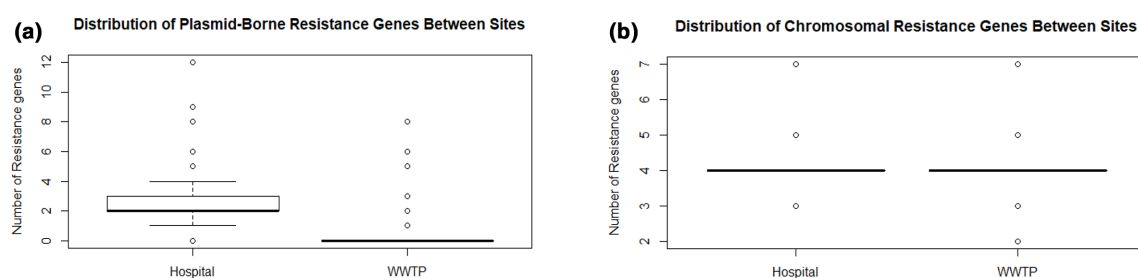 (a)
Distribution of Plasmid-Borne Resistance Genes Between Sites
Number of Resistance genes
12
10
8
6
4
2
0
Hospital
WWTP
(b)
Distribution of Chromosomal Resistance Genes Between Sites
Number of Resistance genes
7
6
5
4
3
2
Hospital
WWTP